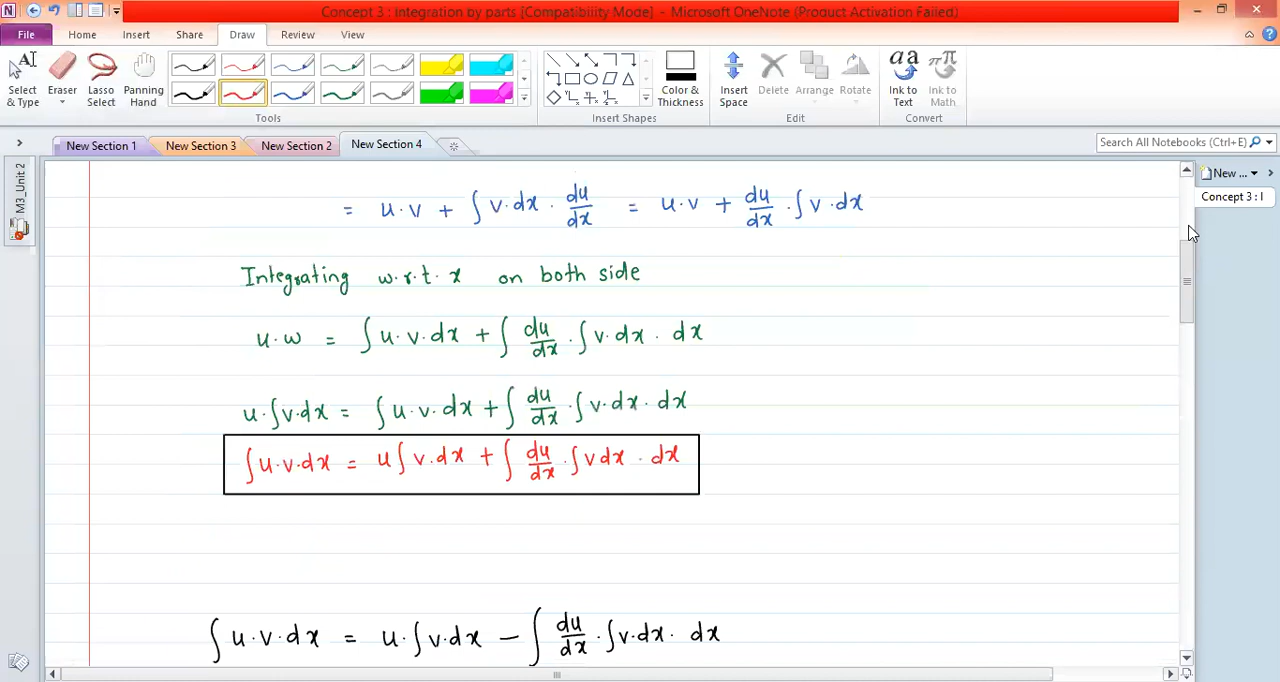 Concept 3 : Integration by parts [Compatibility Mode] - Microsoft OneNote (Product Activation Failed)
File Home Insert Share Draw Review View
Select & Type Eraser Lasso Select Panning Hand Color & Thickness Insert Space Delete Arrange Rotate Ink to Text Ink to Math
Tools Insert Shapes Edit Convert
New Section 1 New Section 3 New Section 2 New Section 4 Search All Notebooks (Ctrl+E)
M3_Unit 2
New ...
Concept 3 : I
= u·v + ∫ v·dx · du/dx = u·v + du/dx · ∫ v·dx
Integrating w.r.t. x on both side
u·w = ∫ u·v·dx + ∫ du/dx · ∫ v·dx · dx
u·∫v·dx = ∫ u·v·dx + ∫ du/dx · ∫ v·dx · dx
∫ u·v·dx = u ∫ v·dx + ∫ du/dx · ∫ vdx · dx
∫ u·v·dx = u·∫ v·dx − ∫ du/dx · ∫ v·dx · dx